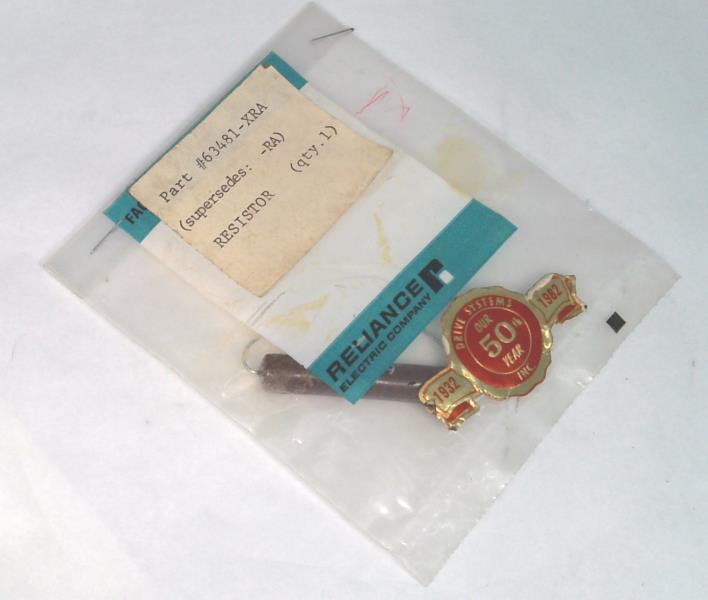 Part #63481-XRA
(supersedes: -RA)
RESISTOR (qty.1)
FA
RELIANCE
ELECTRIC COMPANY
DRIVE SYSTEMS
INC
OUR
50th
YEAR
1932
1982